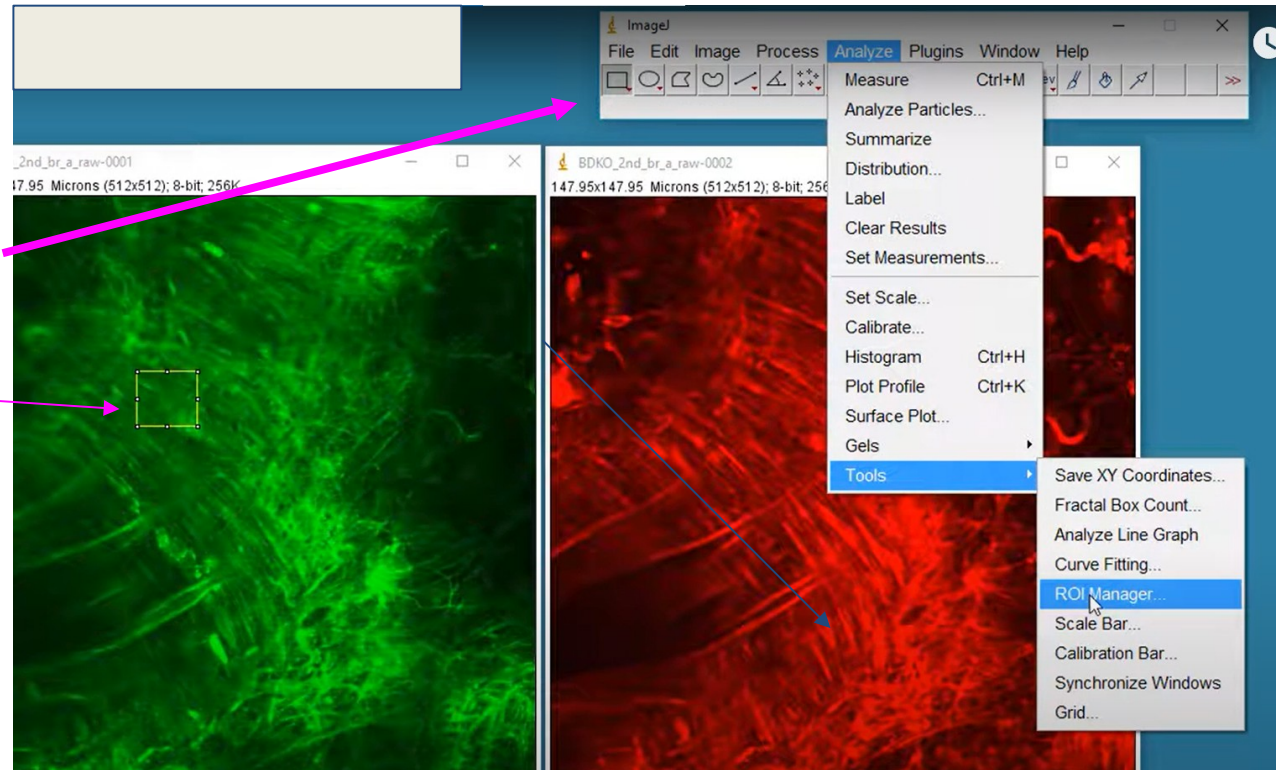 ImageJ
File Edit Image Process Analyze Plugins Window Help
Measure Ctrl+M
Analyze Particles...
Summarize
Distribution...
Label
Clear Results
Set Measurements...
Set Scale...
Calibrate...
Histogram Ctrl+H
Plot Profile Ctrl+K
Surface Plot...
Gels
Tools
Save XY Coordinates...
Fractal Box Count...
Analyze Line Graph
Curve Fitting...
ROI Manager...
Scale Bar...
Calibration Bar...
Synchronize Windows
Grid...
_2nd_br_a_raw-0001
47.95 Microns (512x512); 8-bit; 256K
BDKO_2nd_br_a_raw-0002
147.95x147.95 Microns (512x512); 8-bit; 256